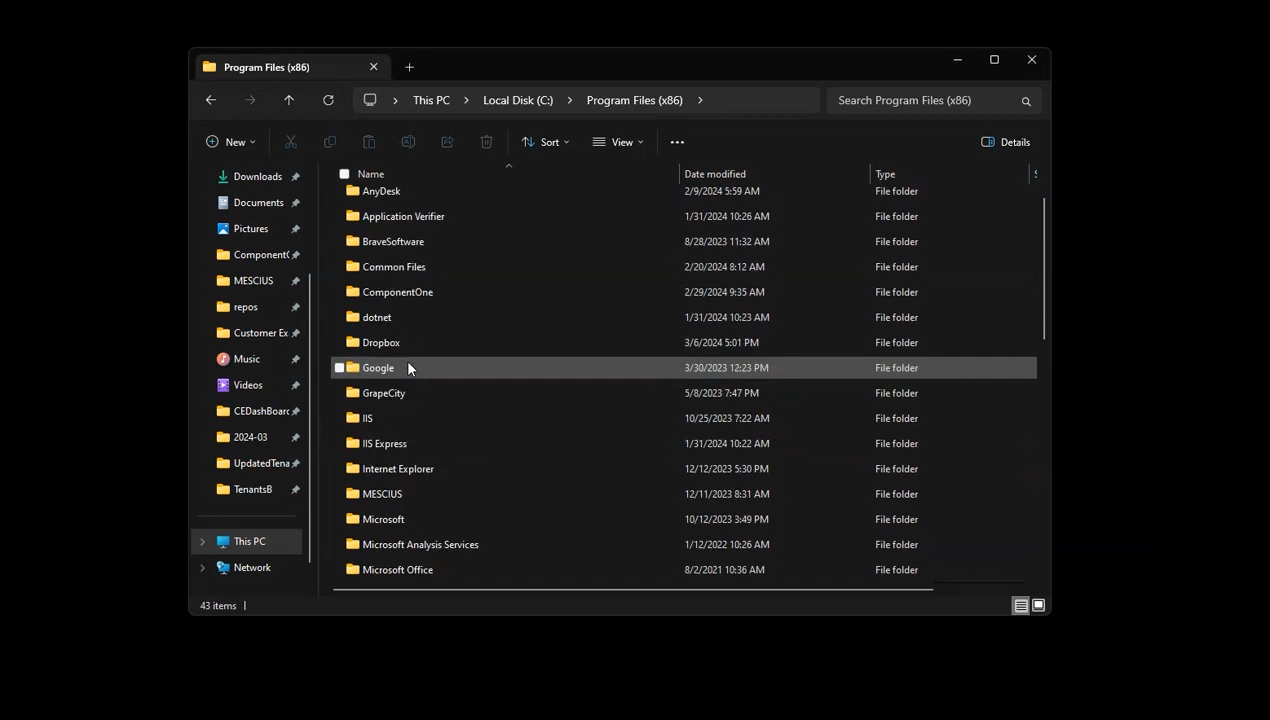 Program Files (x86)
This PC > Local Disk (C:) > Program Files (x86) >
Search Program Files (x86)
New
Sort
View
Details
Name Date modified Type
Downloads
Documents
Pictures
Component
MESCIUS
repos
Customer Ex
Music
Videos
CEDashBoard
2024-03
UpdatedTena
TenantsB
This PC
Network
AnyDesk 2/9/2024 5:59 AM File folder
Application Verifier 1/31/2024 10:26 AM File folder
BraveSoftware 8/28/2023 11:32 AM File folder
Common Files 2/20/2024 8:12 AM File folder
ComponentOne 2/29/2024 9:35 AM File folder
dotnet 1/31/2024 10:23 AM File folder
Dropbox 3/6/2024 5:01 PM File folder
Google 3/30/2023 12:23 PM File folder
GrapeCity 5/8/2023 7:47 PM File folder
IIS 10/25/2023 7:22 AM File folder
IIS Express 1/31/2024 10:22 AM File folder
Internet Explorer 12/12/2023 5:30 PM File folder
MESCIUS 12/11/2023 8:31 AM File folder
Microsoft 10/12/2023 3:49 PM File folder
Microsoft Analysis Services 1/12/2022 10:26 AM File folder
Microsoft Office 8/2/2021 10:36 AM File folder
43 items